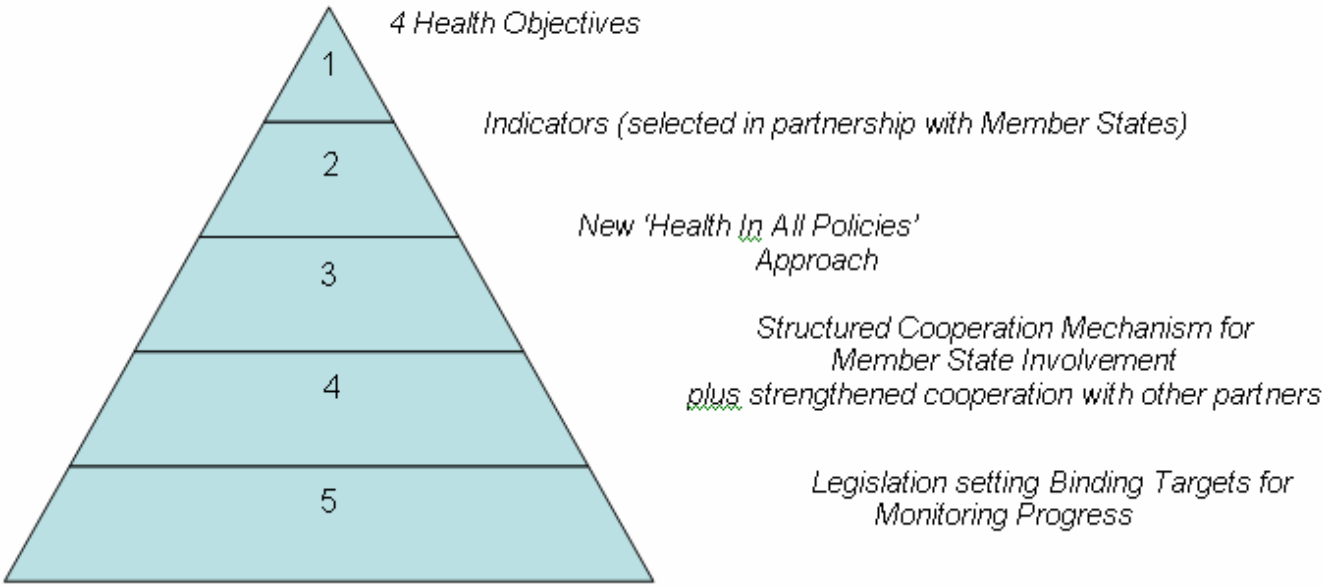 4 Health Objectives
1
Indicators (selected in partnership with Member States)
2
New 'Health In All Policies'
Approach
3
Structured Cooperation Mechanism for
Member State Involvement
plus strengthened cooperation with other partners
4
Legislation setting Binding Targets for
Monitoring Progress
5